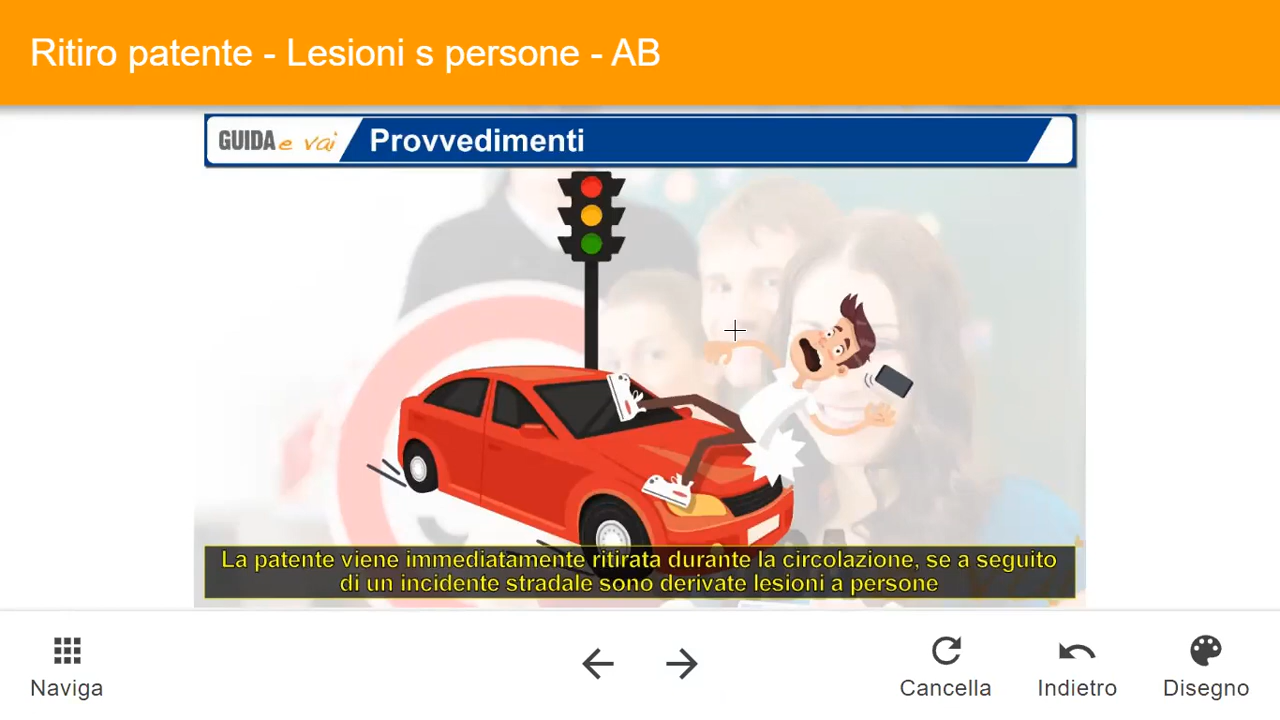 Ritiro patente - Lesioni s persone - AB
GUIDA e vai
Provvedimenti
La patente viene immediatamente ritirata durante la circolazione, se a seguito
di un incidente stradale sono derivate lesioni a persone
Naviga
Cancella
Indietro
Disegno